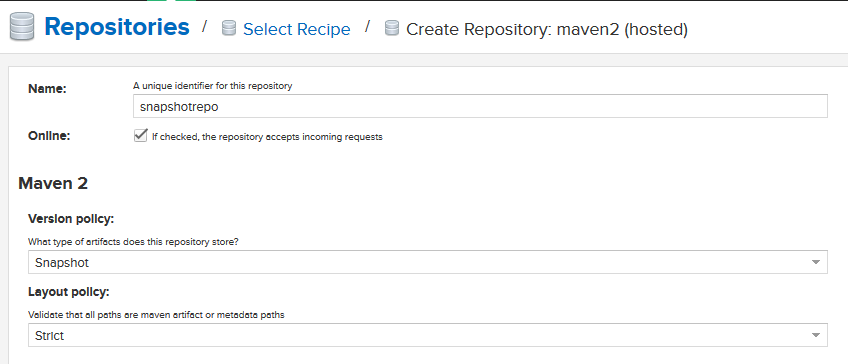 Repositories / Select Recipe / Create Repository: maven2 (hosted)
Name: A unique identifier for this repository
snapshotrepo
Online: If checked, the repository accepts incoming requests
Maven 2
Version policy:
What type of artifacts does this repository store?
Snapshot
Layout policy:
Validate that all paths are maven artifact or metadata paths
Strict